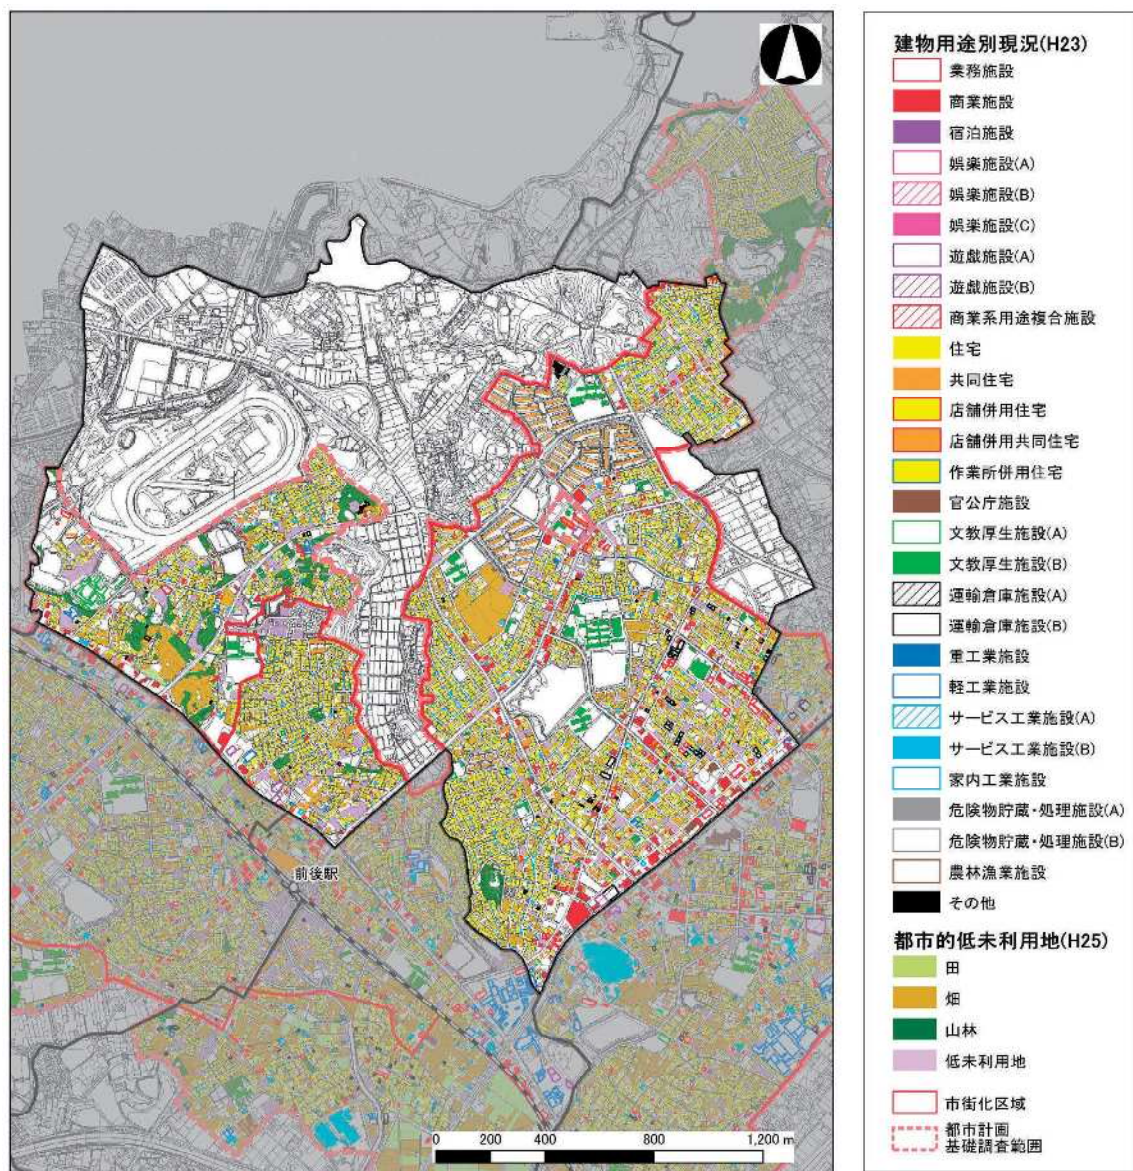 前後駅
0 200 400 800 1,200 m
建物用途別現況(H23)
業務施設
商業施設
宿泊施設
娯楽施設(A)
娯楽施設(B)
娯楽施設(C)
遊戯施設(A)
遊戯施設(B)
商業系用途複合施設
住宅
共同住宅
店舗併用住宅
店舗併用共同住宅
作業所併用住宅
官公庁施設
文教厚生施設(A)
文教厚生施設(B)
運輸倉庫施設(A)
運輸倉庫施設(B)
重工業施設
軽工業施設
サービス工業施設(A)
サービス工業施設(B)
家内工業施設
危険物貯蔵・処理施設(A)
危険物貯蔵・処理施設(B)
農林漁業施設
その他
都市的低未利用地(H25)
田
畑
山林
低未利用地
市街化区域
都市計画
基礎調査範囲